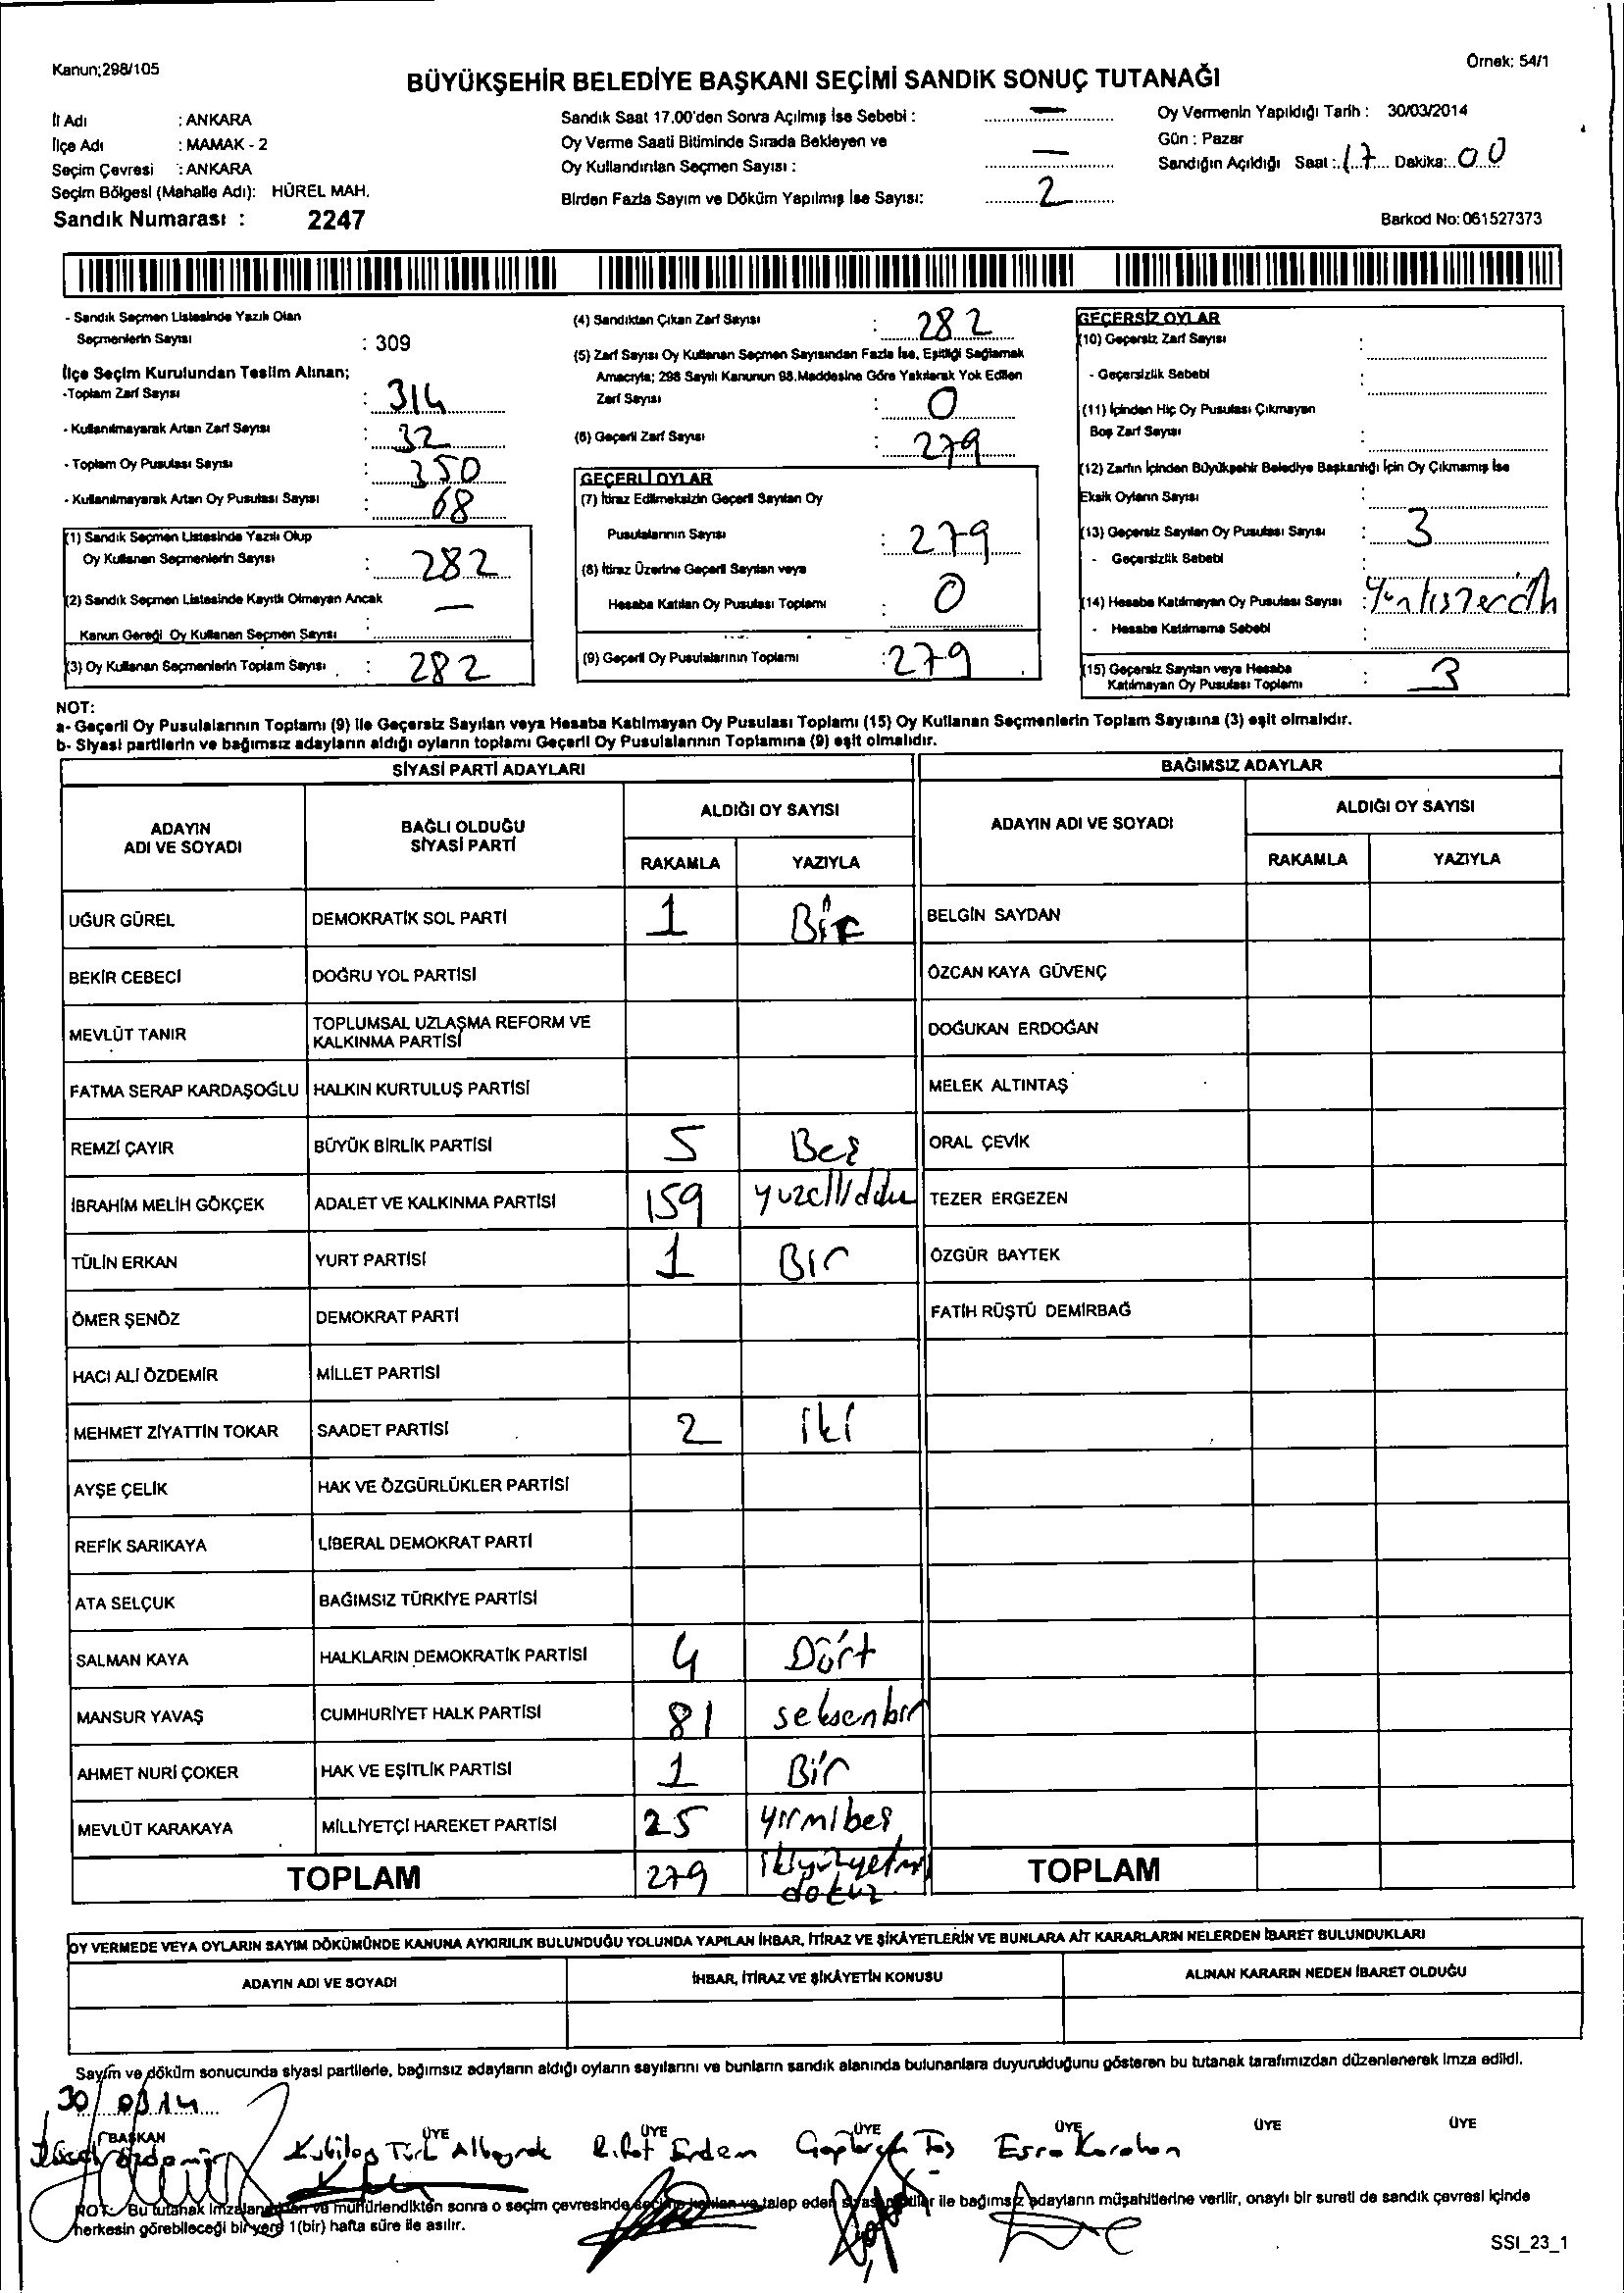 Kanun;298/105
Örnek: 54/1
BÜYÜKŞEHİR BELEDİYE BAŞKANI SEÇİMİ SANDIK SONUÇ TUTANAĞI
İl Adı : ANKARA
İlçe Adı : MAMAK - 2
Seçim Çevresi : ANKARA
Seçim Bölgesi (Mahalle Adı): HÜREL MAH.
Sandık Numarası : 2247
Sandık Saat 17.00'den Sonra Açılmış İse Sebebi : —
Oy Verme Saati Bitiminde Sırada Bekleyen ve
Oy Kullandırılan Seçmen Sayısı : —
Birden Fazla Sayım ve Döküm Yapılmış İse Sayısı: 2
Oy Vermenin Yapıldığı Tarih : 30/03/2014
Gün : Pazar
Sandığın Açıldığı Saat : 17 Dakika: 00
Barkod No: 061527373
- Sandık Seçmen Listesinde Yazılı Olan
Seçmenlerin Sayısı : 309
İlçe Seçim Kurulundan Teslim Alınan;
-Toplam Zarf Sayısı : 314
- Kullanılmayarak Artan Zarf Sayısı : 32
- Toplam Oy Pusulası Sayısı : 350
- Kullanılmayarak Artan Oy Pusulası Sayısı : 68
(1) Sandık Seçmen Listesinde Yazılı Olup
Oy Kullanan Seçmenlerin Sayısı : 282
(2) Sandık Seçmen Listesinde Kayıtlı Olmayan Ancak
Kanun Gereği Oy Kullanan Seçmen Sayısı : —
(3) Oy Kullanan Seçmenlerin Toplam Sayısı : 282
(4) Sandıktan Çıkan Zarf Sayısı : 282
(5) Zarf Sayısı Oy Kullanan Seçmen Sayısından Fazla İse, Eşitliği Sağlamak
Amacıyla; 298 Sayılı Kanunun 98.Maddesine Göre Yakılarak Yok Edilen
Zarf Sayısı : 0
(6) Geçerli Zarf Sayısı : 279
GEÇERLİ OYLAR
(7) İtiraz Edilmeksizin Geçerli Sayılan Oy
Pusulalarının Sayısı : 279
(8) İtiraz Üzerine Geçerli Sayılan veya
Hesaba Katılan Oy Pusulası Toplamı : 0
(9) Geçerli Oy Pusulalarının Toplamı : 279
GEÇERSİZ OYLAR
(10) Geçersiz Zarf Sayısı :
- Geçersizlik Sebebi :
(11) İçinden Hiç Oy Pusulası Çıkmayan
Boş Zarf Sayısı :
(12) Zarfın İçinden Büyükşehir Belediye Başkanlığı İçin Oy Çıkmamış İse
Eksik Oyların Sayısı :
(13) Geçersiz Sayılan Oy Pusulası Sayısı : 3
- Geçersizlik Sebebi
(14) Hesaba Katılmayan Oy Pusulası Sayısı :
- Hesaba Katılmama Sebebi :
(15) Geçersiz Sayılan veya Hesaba
Katılmayan Oy Pusulası Toplamı : 3
NOT:
a- Geçerli Oy Pusulalarının Toplamı (9) ile Geçersiz Sayılan veya Hesaba Katılmayan Oy Pusulası Toplamı (15) Oy Kullanan Seçmenlerin Toplam Sayısına (3) eşit olmalıdır.
b- Siyasi partilerin ve bağımsız adayların aldığı oyların toplamı Geçerli Oy Pusulalarının Toplamına (9) eşit olmalıdır.
SİYASİ PARTİ ADAYLARI
BAĞIMSIZ ADAYLAR
ADAYIN
ADI VE SOYADI
BAĞLI OLDUĞU
SİYASİ PARTİ
ALDIĞI OY SAYISI
RAKAMLA YAZIYLA
ADAYIN ADI VE SOYADI
ALDIĞI OY SAYISI
RAKAMLA YAZIYLA
UĞUR GÜREL DEMOKRATİK SOL PARTİ 1 Bir BELGİN SAYDAN
BEKİR CEBECİ DOĞRU YOL PARTİSİ ÖZCAN KAYA GÜVENÇ
MEVLÜT TANIR TOPLUMSAL UZLAŞMA REFORM VE
KALKINMA PARTİSİ DOĞUKAN ERDOĞAN
FATMA SERAP KARDAŞOĞLU HALKIN KURTULUŞ PARTİSİ MELEK ALTINTAŞ
REMZİ ÇAYIR BÜYÜK BİRLİK PARTİSİ 5 Beş ORAL ÇEVİK
İBRAHİM MELİH GÖKÇEK ADALET VE KALKINMA PARTİSİ 159 TEZER ERGEZEN
TÜLİN ERKAN YURT PARTİSİ 1 Bir ÖZGÜR BAYTEK
ÖMER ŞENÖZ DEMOKRAT PARTİ FATİH RÜŞTÜ DEMİRBAĞ
HACI ALİ ÖZDEMİR MİLLET PARTİSİ
MEHMET ZİYATTİN TOKAR SAADET PARTİSİ 2 iki
AYŞE ÇELİK HAK VE ÖZGÜRLÜKLER PARTİSİ
REFİK SARIKAYA LİBERAL DEMOKRAT PARTİ
ATA SELÇUK BAĞIMSIZ TÜRKİYE PARTİSİ
SALMAN KAYA HALKLARIN DEMOKRATİK PARTİSİ 4 Dört
MANSUR YAVAŞ CUMHURİYET HALK PARTİSİ 81 seksenbir
AHMET NURİ ÇOKER HAK VE EŞİTLİK PARTİSİ 1 Bir
MEVLÜT KARAKAYA MİLLİYETÇİ HAREKET PARTİSİ 25 yirmibeş
TOPLAM 279 ikiyüzyetmiş
dokuz TOPLAM
OY VERMEDE VEYA OYLARIN SAYIM DÖKÜMÜNDE KANUNA AYKIRILIK BULUNDUĞU YOLUNDA YAPILAN İHBAR, İTİRAZ VE ŞİKÂYETLERİN VE BUNLARA AİT KARARLARIN NELERDEN İBARET BULUNDUKLARI
ADAYIN ADI VE SOYADI İHBAR, İTİRAZ VE ŞİKÂYETİN KONUSU ALINAN KARARIN NEDEN İBARET OLDUĞU
Sayım ve döküm sonucunda siyasi partilerle, bağımsız adayların aldığı oyların sayılarını ve bunların sandık alanında bulunanlara duyurulduğunu gösteren bu tutanak tarafımızdan düzenlenerek imza edildi.
30/03/14
BAŞKAN ÜYE ÜYE ÜYE ÜYE ÜYE ÜYE
Özdemir Kubilay Türk Albayrak Rıfat Erden Taş Esra Karahan
NOT: Bu tutanak imzalandıktan ve mühürlendikten sonra o seçim çevresinde seçime katılan ve talep eden siyasi partiler ile bağımsız adayların müşahitlerine verilir, onaylı bir sureti de sandık çevresi içinde
herkesin görebileceği bir yere 1(bir) hafta süre ile asılır.
SSI_23_1